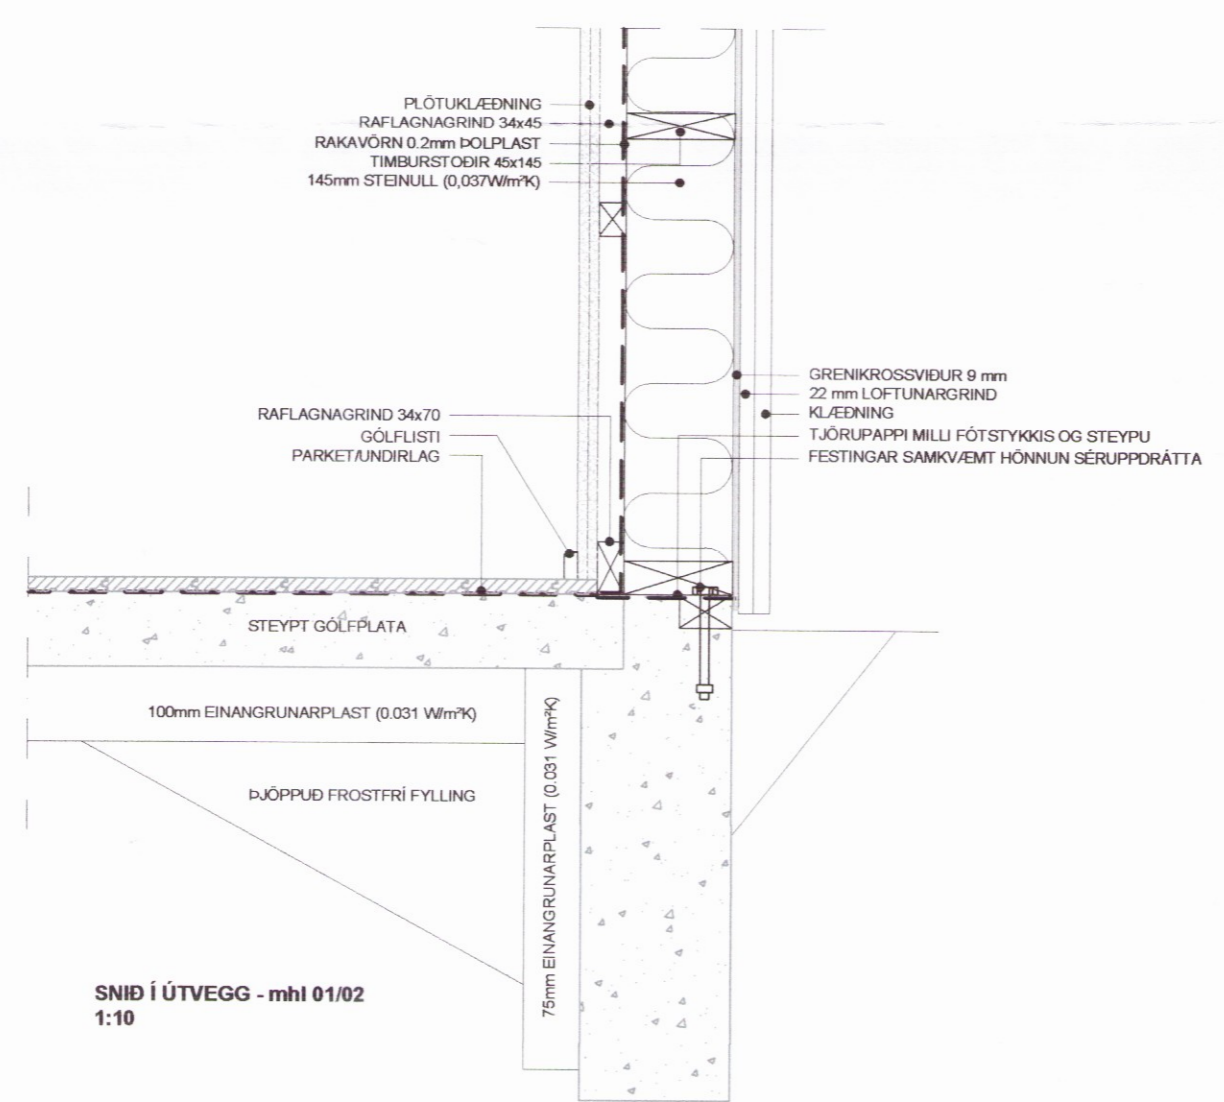 PLÖTUKLÆÐNING
RAFLAGNAGRIND 34x45
RAKAVÖRN 0.2mm ÞOLPLAST
TIMBURSTOÐIR 45x145
145mm STEINULL (0,037W/m²K)
GRENIKROSSVIÐUR 9 mm
22 mm LOFTUNARGRIND
KLÆÐNING
TJÖRUPAPPI MILLI FÓTSTYKKIS OG STEYPU
FESTINGAR SAMKVÆMT HÖNNUN SÉRUPPDRÁTTA
RAFLAGNAGRIND 34x70
GÓLFLISTI
PARKET/UNDIRLAG
STEYPT GÓLFPLATA
100mm EINANGRUNARPLAST (0.031 W/m²K)
75mm EINANGRUNARPLAST (0.031 W/m²K)
ÞJÖPPUÐ FROSTFRÍ FYLLING
SNIÐ Í ÚTVEGG - mhl 01/02
1:10